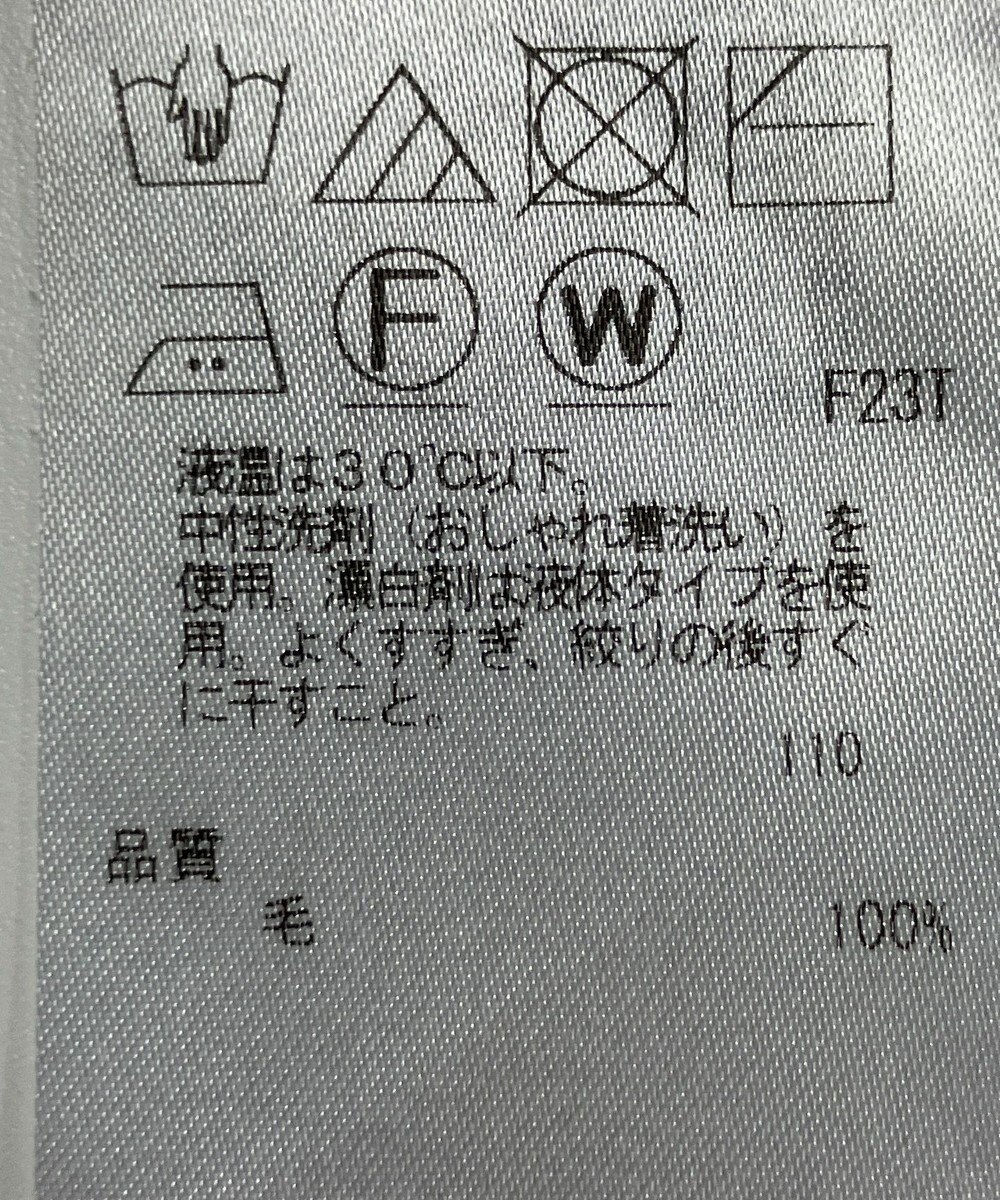 F W
F23T
液温は30℃以下。
中性洗剤（おしゃれ着洗い）を
使用。漂白剤は液体タイプを使
用。よくすすぎ、絞りの後すぐ
に干すこと。
110
品質
毛 100%